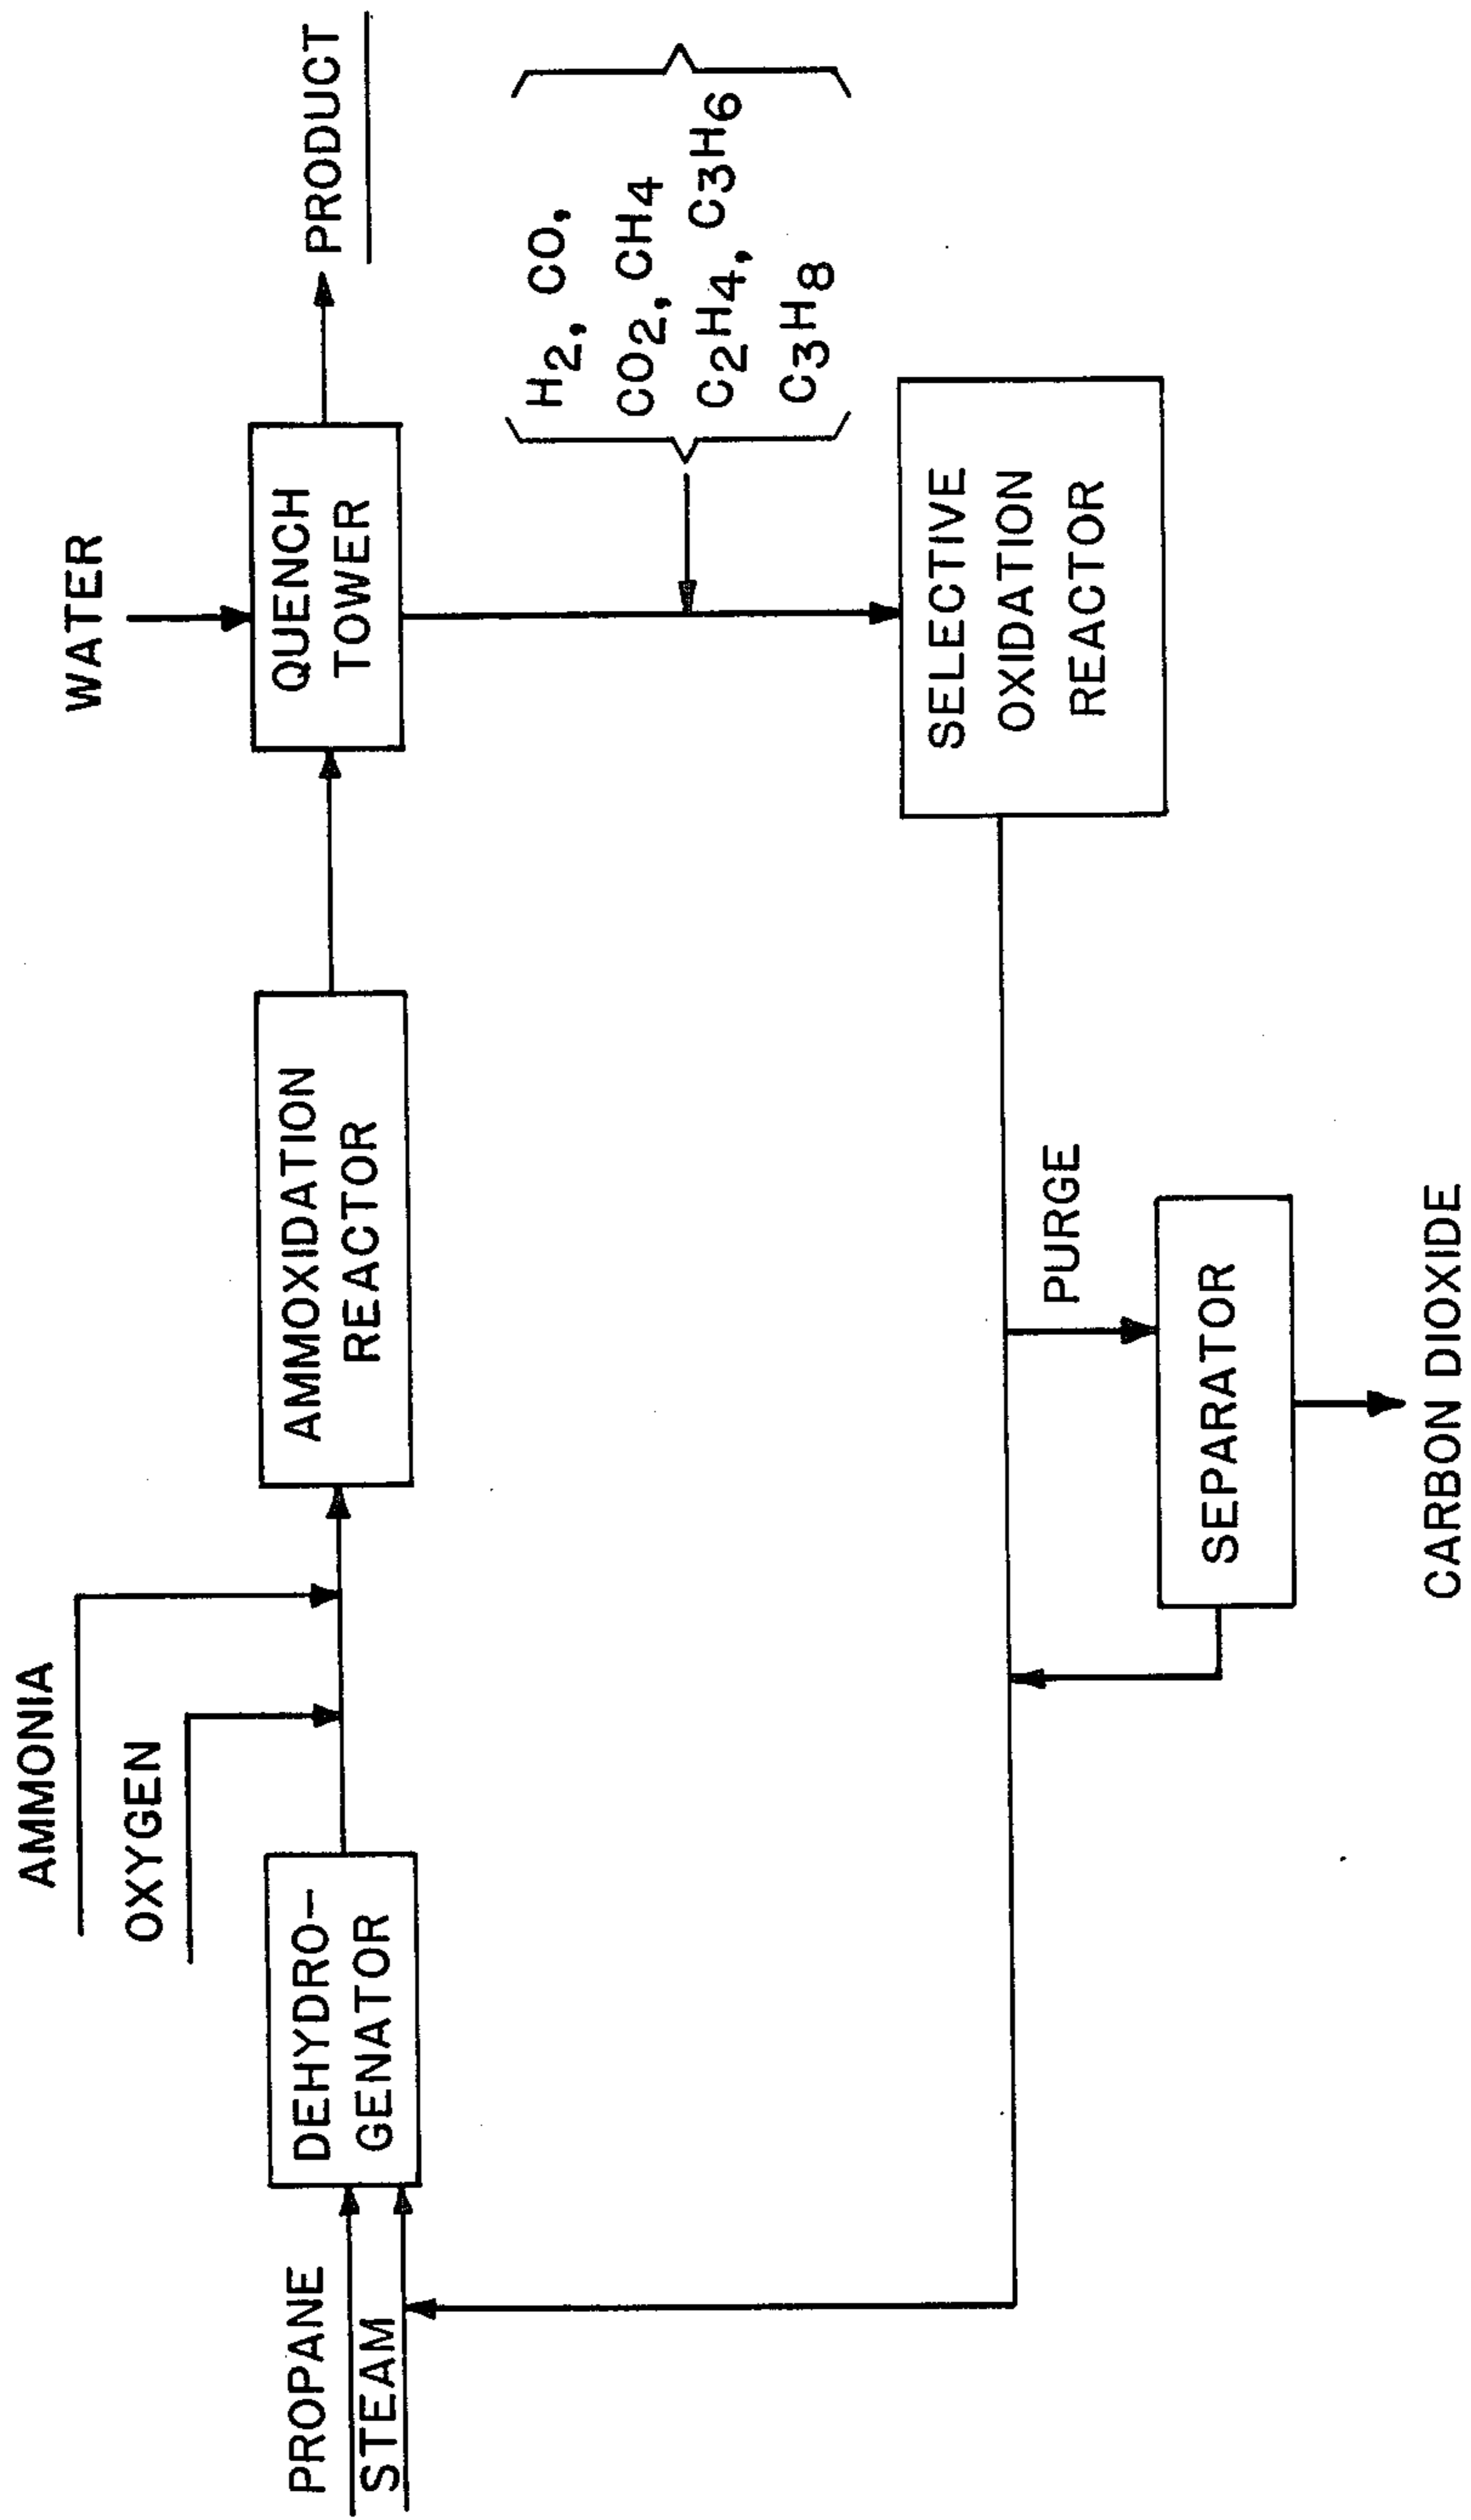 AMMONIA
OXYGEN
WATER
PROPANE
STEAM
DEHYDRO-
GENATOR
AMMOXIDATION
REACTOR
QUENCH
TOWER
PRODUCT
H2, CO,
CO2, CH4
C2H4, C3H6
C3H8
SELECTIVE
OXIDATION
REACTOR
PURGE
SEPARATOR
CARBON DIOXIDE